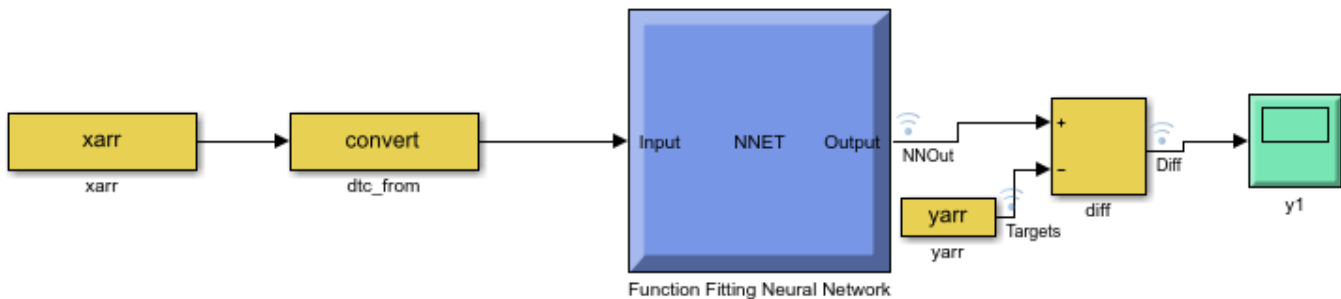 xarr
xarr
convert
dtc_from
Input NNET Output
Function Fitting Neural Network
NNOut
yarr
yarr
Targets
+
−
diff
Diff
y1